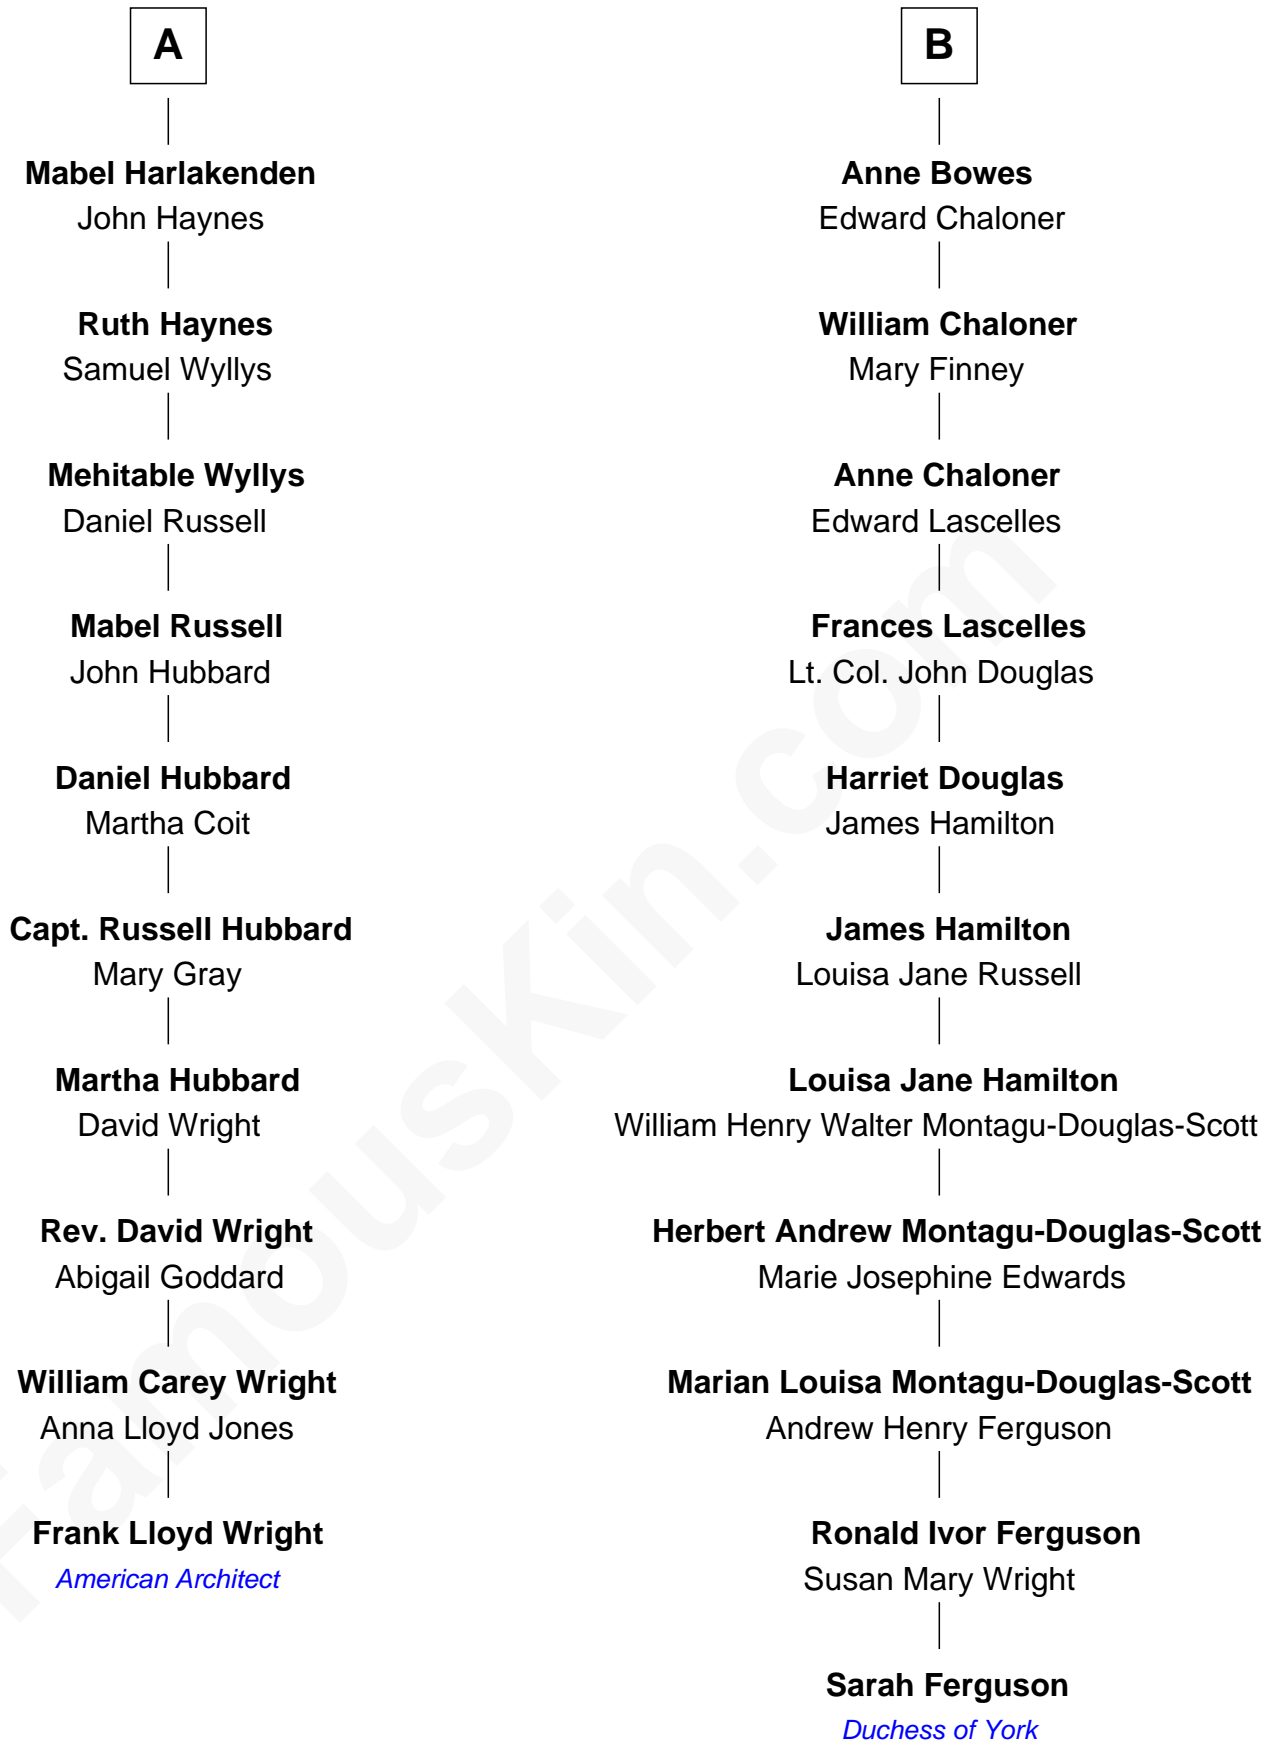 A
Mabel Harlakenden
John Haynes
Ruth Haynes
Samuel Wyllys
Mehitable Wyllys
Daniel Russell
Mabel Russell
John Hubbard
Daniel Hubbard
Martha Coit
Capt. Russell Hubbard
Mary Gray
Martha Hubbard
David Wright
Rev. David Wright
Abigail Goddard
William Carey Wright
Anna Lloyd Jones
Frank Lloyd Wright
American Architect
B
Anne Bowes
Edward Chaloner
William Chaloner
Mary Finney
Anne Chaloner
Edward Lascelles
Frances Lascelles
Lt. Col. John Douglas
Harriet Douglas
James Hamilton
James Hamilton
Louisa Jane Russell
Louisa Jane Hamilton
William Henry Walter Montagu-Douglas-Scott
Herbert Andrew Montagu-Douglas-Scott
Marie Josephine Edwards
Marian Louisa Montagu-Douglas-Scott
Andrew Henry Ferguson
Ronald Ivor Ferguson
Susan Mary Wright
Sarah Ferguson
Duchess of York
FamousKin.com